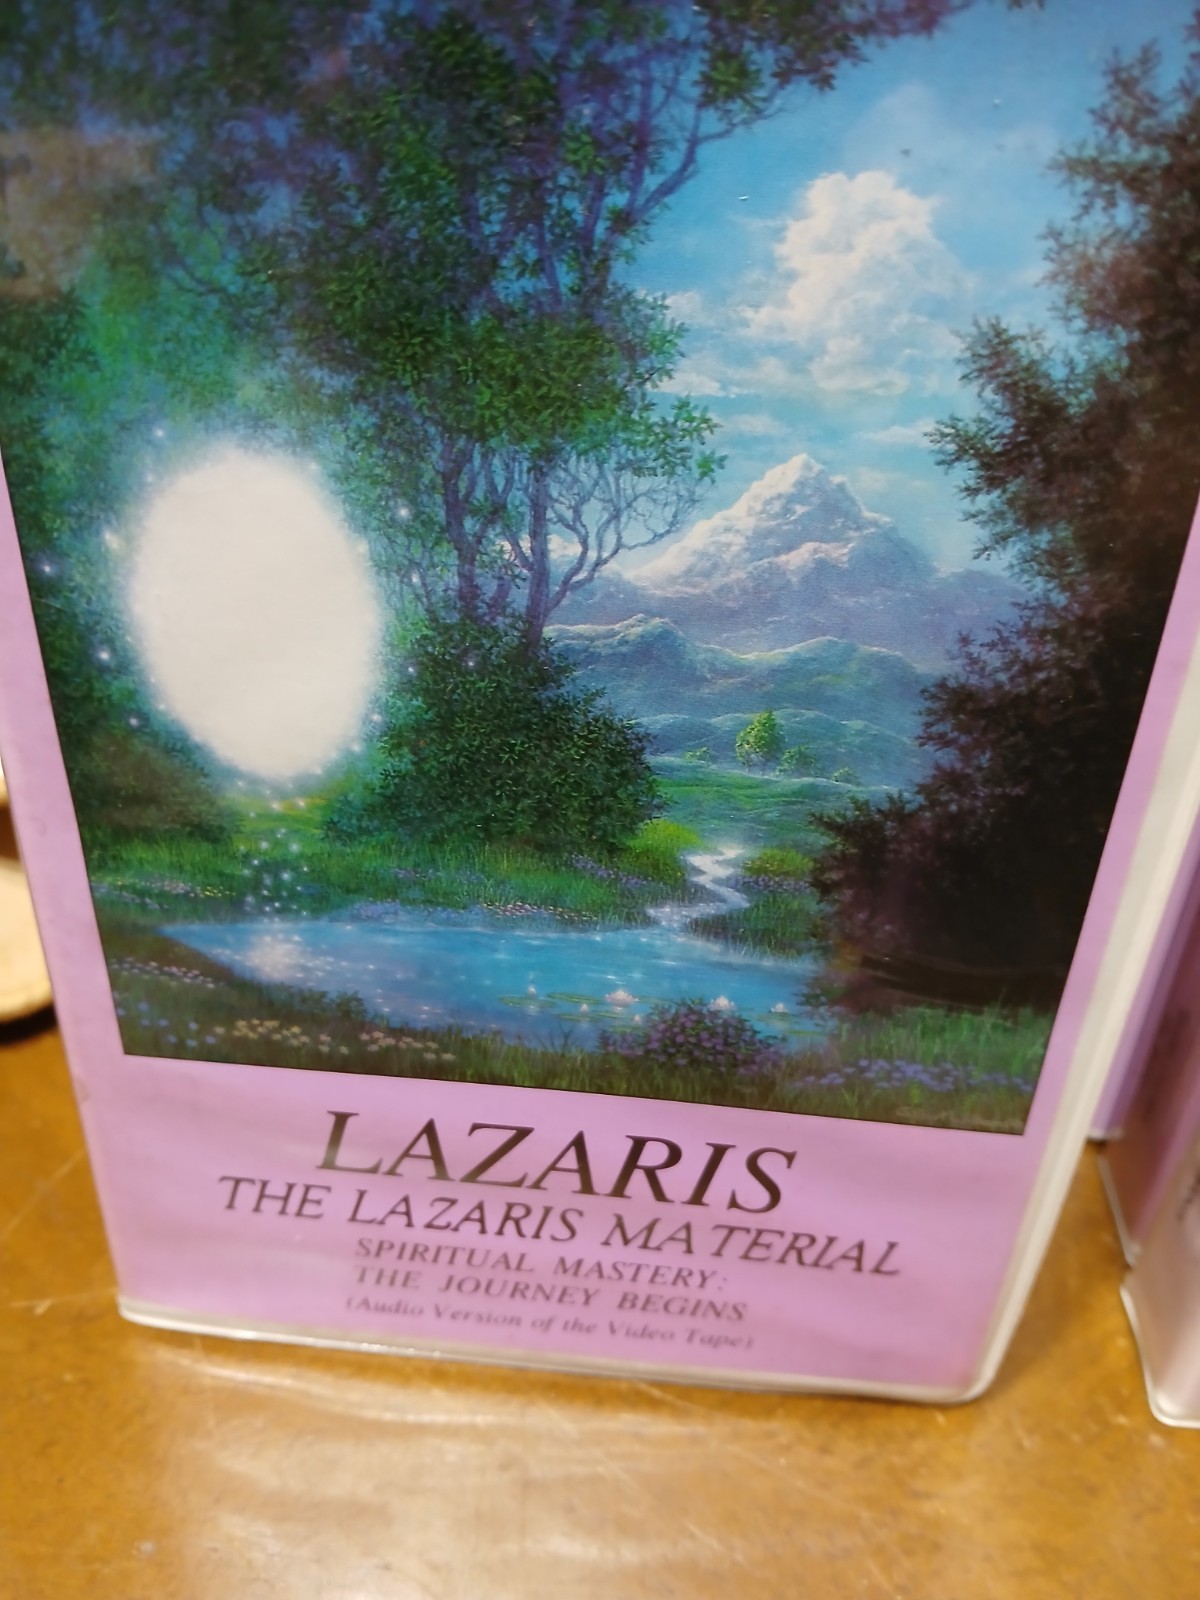 LAZARIS
THE LAZARIS MATERIAL
SPIRITUAL MASTERY:
THE JOURNEY BEGINS
(Audio Version of the Video Tape)